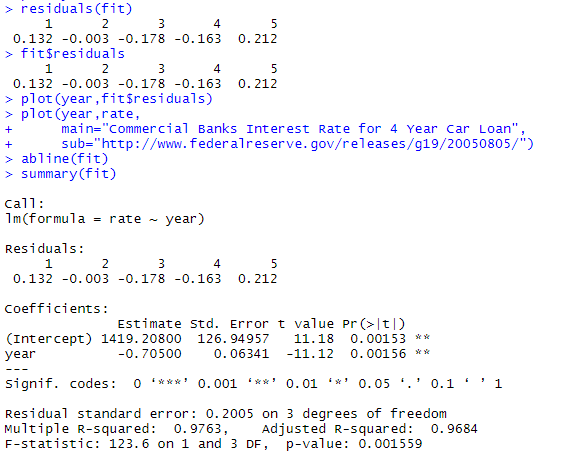 > residuals(fit)
1 2 3 4 5
0.132 -0.003 -0.178 -0.163 0.212
> fit$residuals
1 2 3 4 5
0.132 -0.003 -0.178 -0.163 0.212
> plot(year,fit$residuals)
> plot(year,rate,
+ main="Commercial Banks Interest Rate for 4 Year Car Loan",
+ sub="http://www.federalreserve.gov/releases/g19/20050805/")
> abline(fit)
> summary(fit)
Call:
lm(formula = rate ~ year)
Residuals:
1 2 3 4 5
0.132 -0.003 -0.178 -0.163 0.212
Coefficients:
Estimate Std. Error t value Pr(>|t|)
(Intercept) 1419.20800 126.94957 11.18 0.00153 **
year -0.70500 0.06341 -11.12 0.00156 **
---
Signif. codes: 0 ‘***’ 0.001 ‘**’ 0.01 ‘*’ 0.05 ‘.’ 0.1 ‘ ’ 1
Residual standard error: 0.2005 on 3 degrees of freedom
Multiple R-squared: 0.9763, Adjusted R-squared: 0.9684
F-statistic: 123.6 on 1 and 3 DF, p-value: 0.001559